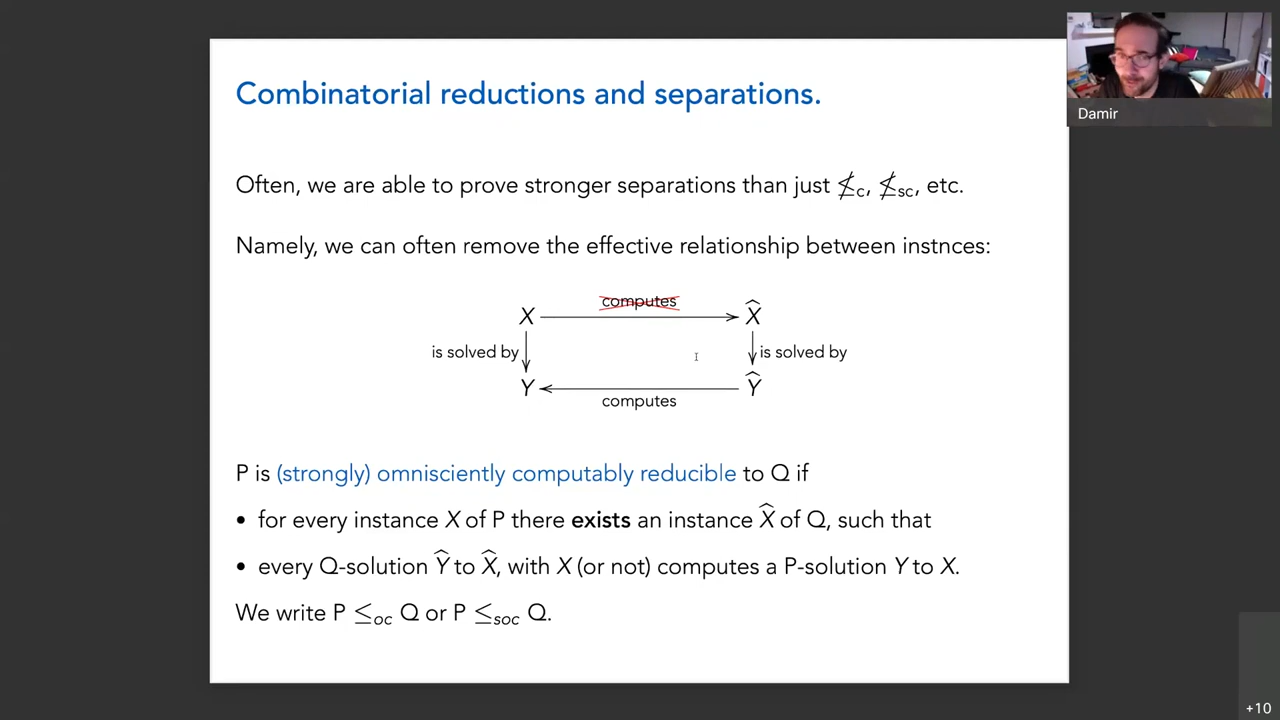 Combinatorial reductions and separations.
Damir
Often, we are able to prove stronger separations than just ≰c, ≰sc, etc.
Namely, we can often remove the effective relationship between instnces:
computes
X X̂
is solved by is solved by
Y Ŷ
computes
P is (strongly) omnisciently computably reducible to Q if
• for every instance X of P there exists an instance X̂ of Q, such that
• every Q-solution Ŷ to X̂, with X (or not) computes a P-solution Y to X.
We write P ≤oc Q or P ≤soc Q.
+10